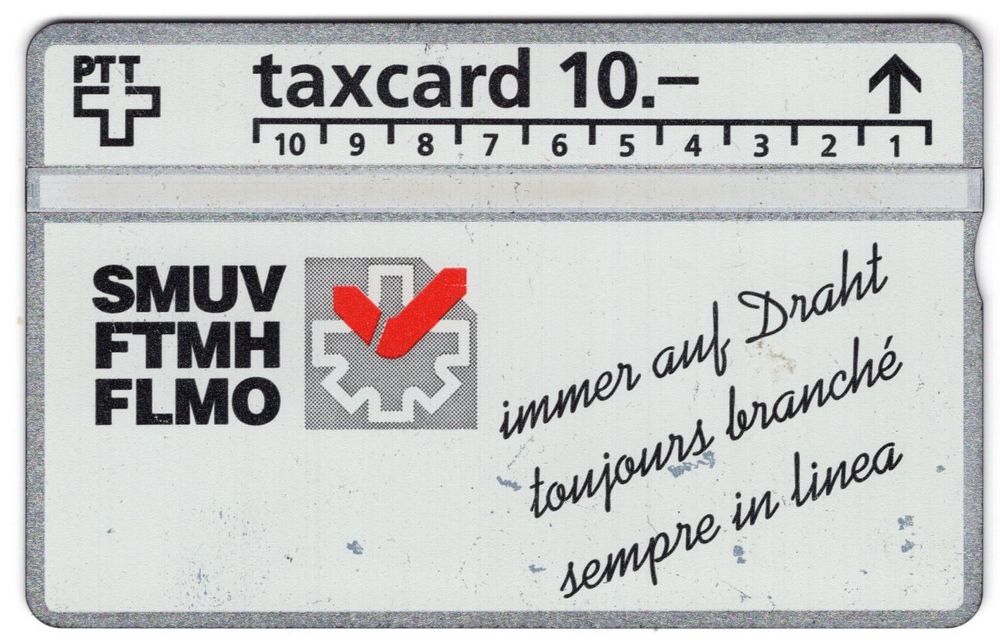 PTT
taxcard 10.–
10 9 8 7 6 5 4 3 2 1
SMUV
FTMH
FLMO
immer auf Draht
toujours branché
sempre in linea